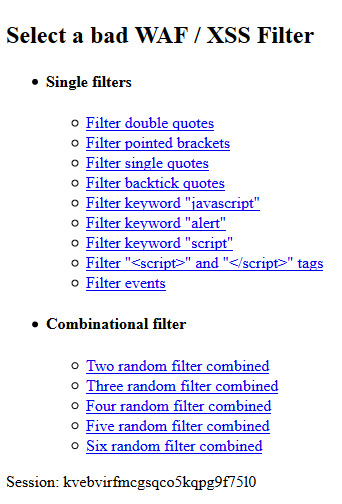 Select a bad WAF / XSS Filter
Single filters
Filter double quotes
Filter pointed brackets
Filter single quotes
Filter backtick quotes
Filter keyword "javascript"
Filter keyword "alert"
Filter keyword "script"
Filter "<script>" and "</script>" tags
Filter events
Combinational filter
Two random filter combined
Three random filter combined
Four random filter combined
Five random filter combined
Six random filter combined
Session: kvebvirfmcgsqco5kqpg9f75l0